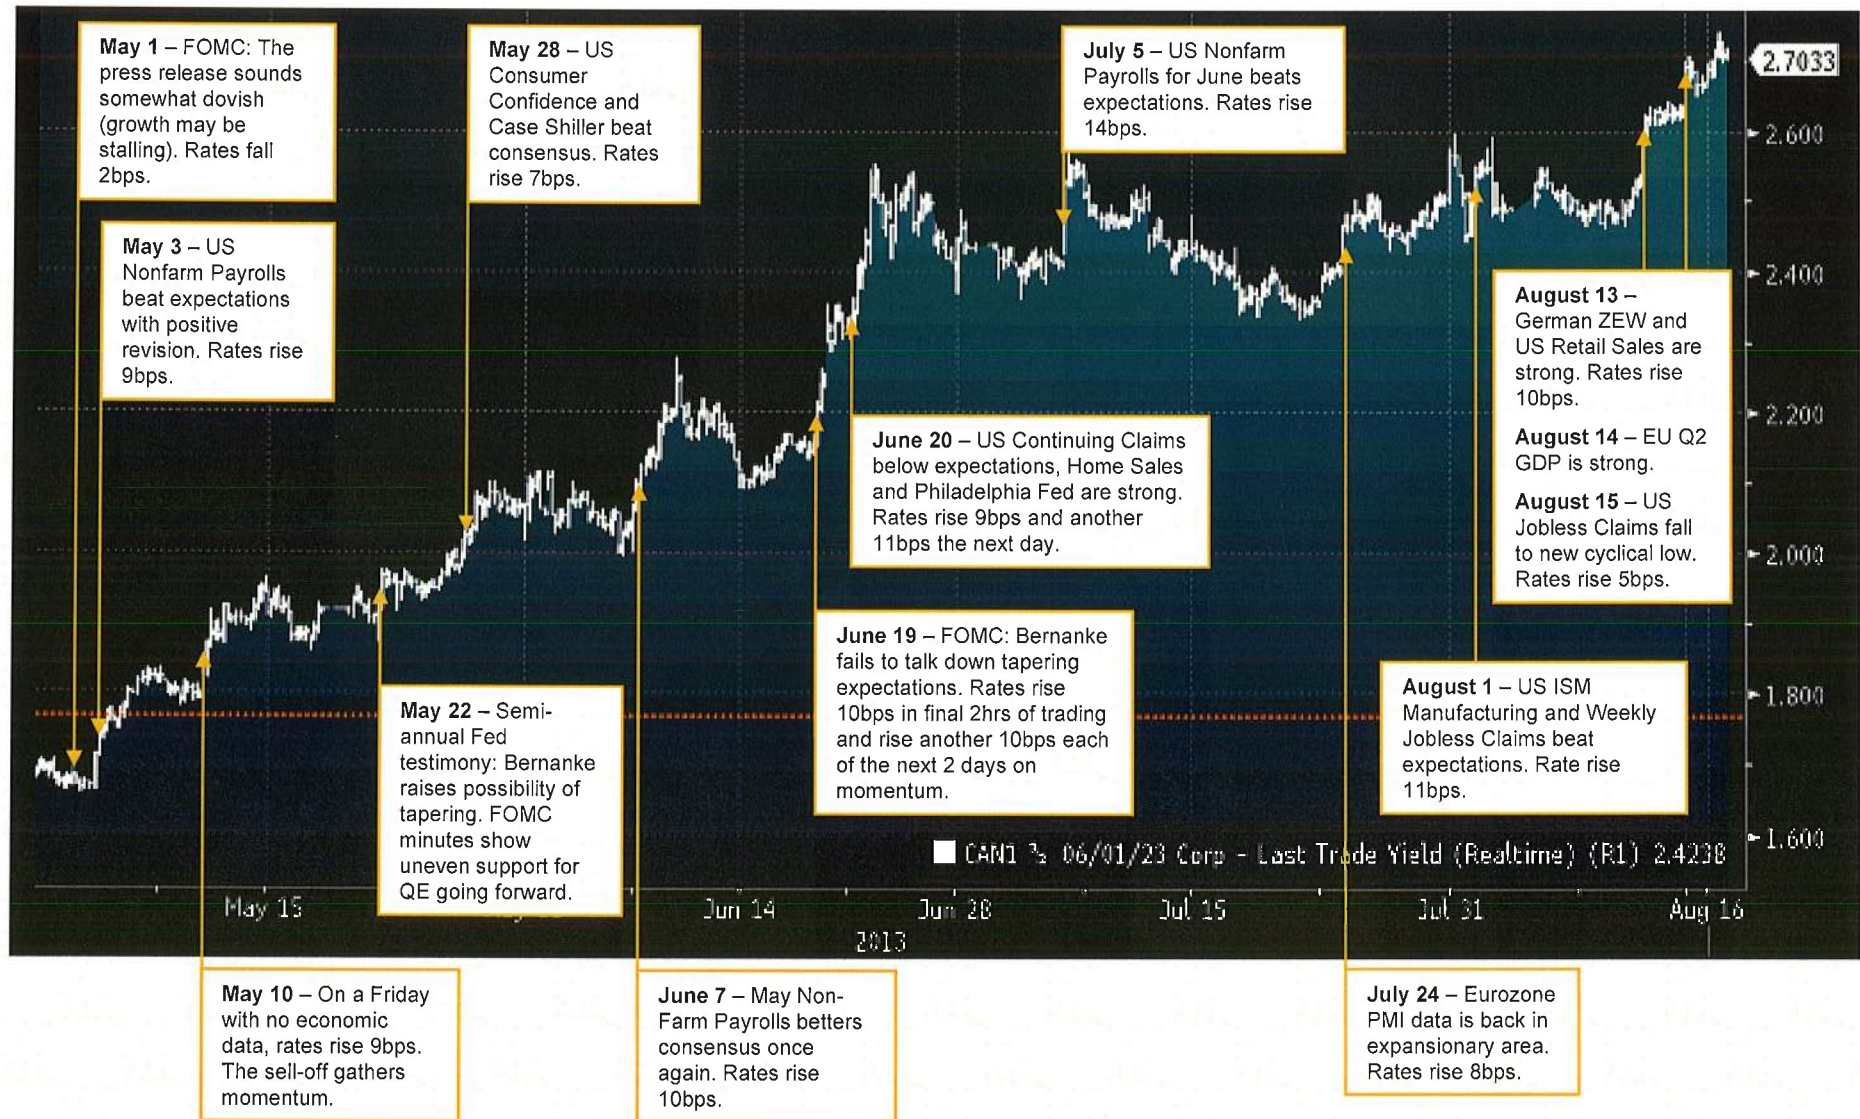 May 1 – FOMC: The
press release sounds
somewhat dovish
(growth may be
stalling). Rates fall
2bps.
May 3 – US
Nonfarm Payrolls
beat expectations
with positive
revision. Rates rise
9bps.
May 28 – US
Consumer
Confidence and
Case Shiller beat
consensus. Rates
rise 7bps.
July 5 – US Nonfarm
Payrolls for June beats
expectations. Rates rise
14bps.
2.7033
2.600
2.400
2.200
2.000
1.800
1.600
August 13 –
German ZEW and
US Retail Sales are
strong. Rates rise
10bps.
August 14 – EU Q2
GDP is strong.
August 15 – US
Jobless Claims fall
to new cyclical low.
Rates rise 5bps.
June 20 – US Continuing Claims
below expectations, Home Sales
and Philadelphia Fed are strong.
Rates rise 9bps and another
11bps the next day.
June 19 – FOMC: Bernanke
fails to talk down tapering
expectations. Rates rise
10bps in final 2hrs of trading
and rise another 10bps each
of the next 2 days on
momentum.
August 1 – US ISM
Manufacturing and Weekly
Jobless Claims beat
expectations. Rate rise
11bps.
May 22 – Semi-
annual Fed
testimony: Bernanke
raises possibility of
tapering. FOMC
minutes show
uneven support for
QE going forward.
06/01/23 Corp - Last Trade Yield (Realtime) (R1) 2.4238
May 15
Jun 14
Jun 28
Jul 15
Jul 31
Aug 16
2013
May 10 – On a Friday
with no economic
data, rates rise 9bps.
The sell-off gathers
momentum.
June 7 – May Non-
Farm Payrolls betters
consensus once
again. Rates rise
10bps.
July 24 – Eurozone
PMI data is back in
expansionary area.
Rates rise 8bps.